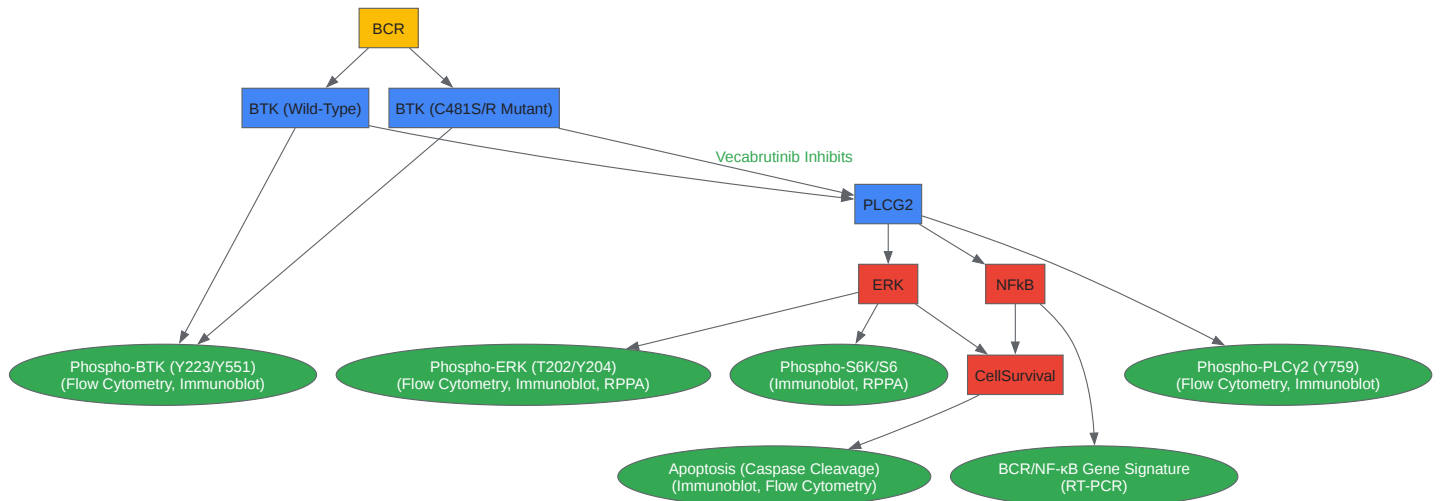 BCR
BTK (Wild-Type)
BTK (C481S/R Mutant)
Vecabrutinib Inhibits
PLCG2
ERK
NFkB
Phospho-BTK (Y223/Y551)
(Flow Cytometry, Immunoblot)
Phospho-ERK (T202/Y204)
(Flow Cytometry, Immunoblot, RPPA)
Phospho-S6K/S6
(Immunoblot, RPPA)
CellSurvival
Phospho-PLCγ2 (Y759)
(Flow Cytometry, Immunoblot)
Apoptosis (Caspase Cleavage)
(Immunoblot, Flow Cytometry)
BCR/NF-κB Gene Signature
(RT-PCR)